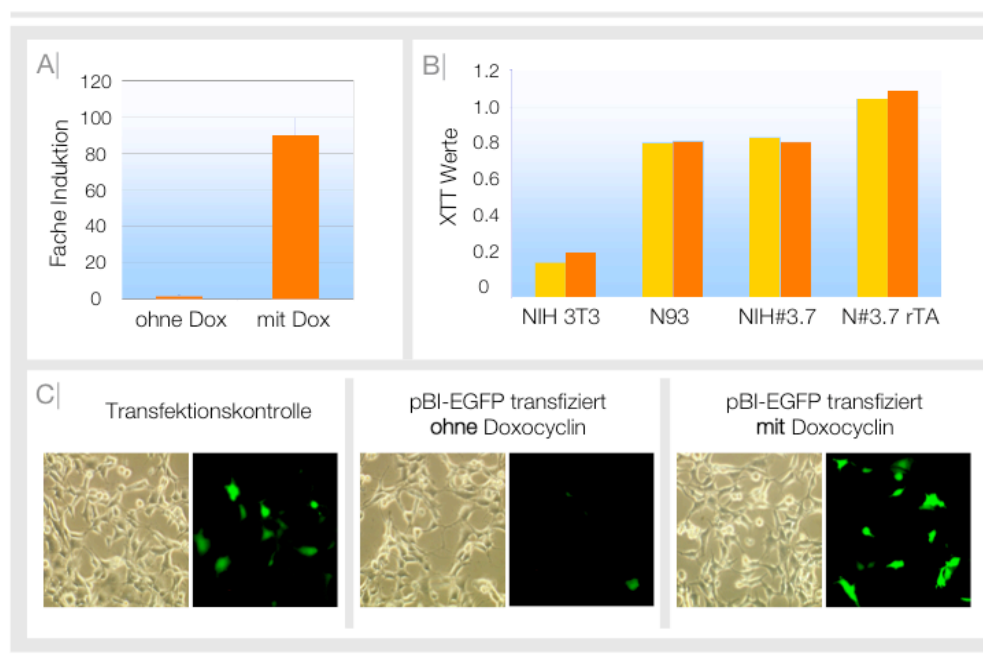 A|
Fache Induktion
120
100
80
60
40
20
0
ohne Dox
mit Dox
B|
XTT Werte
1.2
1.0
0.8
0.6
0.4
0.2
0
NIH 3T3
N93
NIH#3.7
N#3.7 rTA
C|
Transfektionskontrolle
pBI-EGFP transfiziert
ohne Doxocyclin
pBI-EGFP transfiziert
mit Doxocyclin